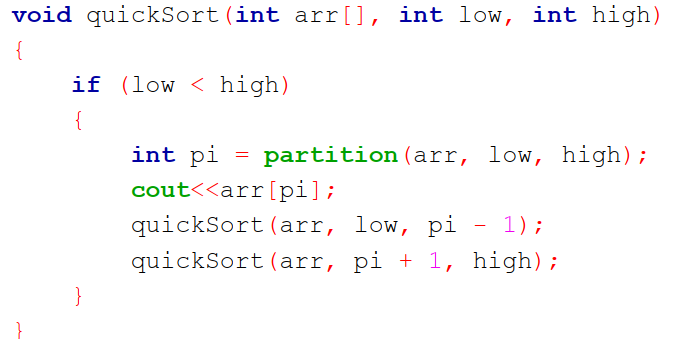 void quickSort(int arr[], int low, int high)
{
    if (low < high)
    {
        int pi = partition(arr, low, high);
        cout<<arr[pi];
        quickSort(arr, low, pi - 1);
        quickSort(arr, pi + 1, high);
    }
}